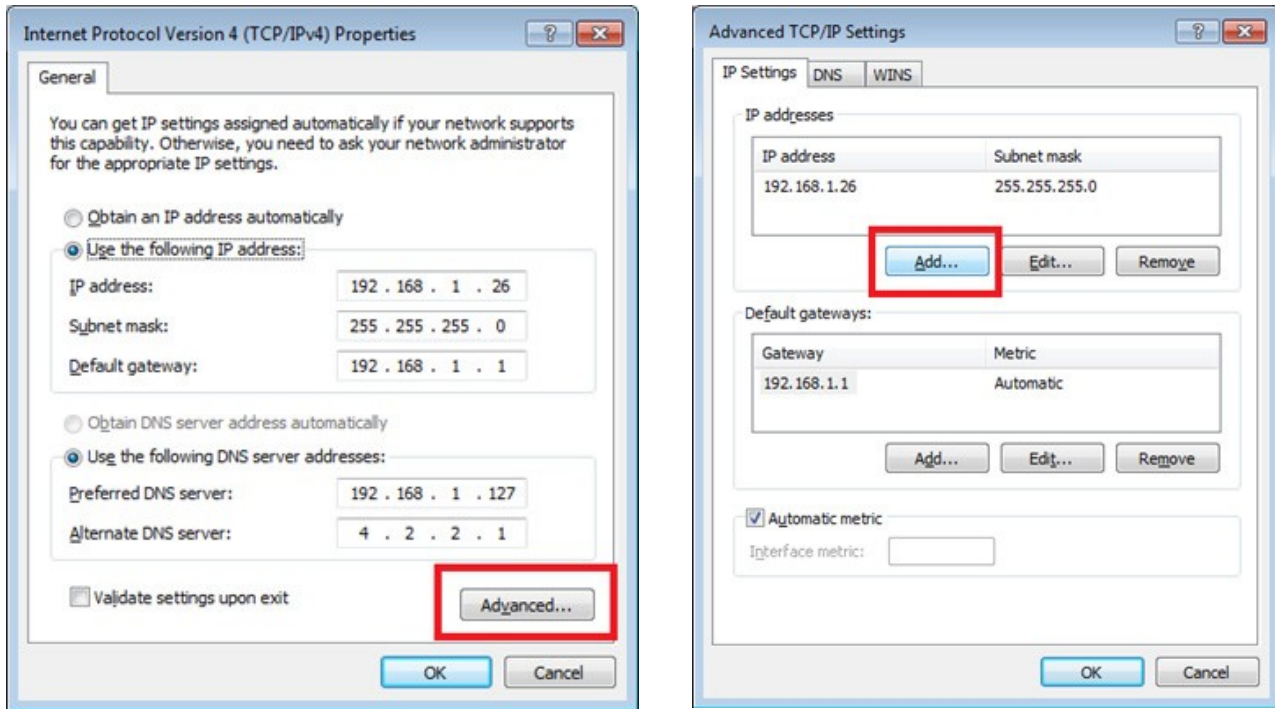 Internet Protocol Version 4 (TCP/IPv4) Properties
General
You can get IP settings assigned automatically if your network supports
this capability. Otherwise, you need to ask your network administrator
for the appropriate IP settings.
Obtain an IP address automatically
Use the following IP address:
IP address: 192 . 168 . 1 . 26
Subnet mask: 255 . 255 . 255 . 0
Default gateway: 192 . 168 . 1 . 1
Obtain DNS server address automatically
Use the following DNS server addresses:
Preferred DNS server: 192 . 168 . 1 . 127
Alternate DNS server: 4 . 2 . 2 . 1
Validate settings upon exit
Advanced...
OK Cancel
Advanced TCP/IP Settings
IP Settings DNS WINS
IP addresses
IP address Subnet mask
192.168.1.26 255.255.255.0
Add... Edit... Remove
Default gateways:
Gateway Metric
192.168.1.1 Automatic
Add... Edit... Remove
Automatic metric
Interface metric:
OK Cancel